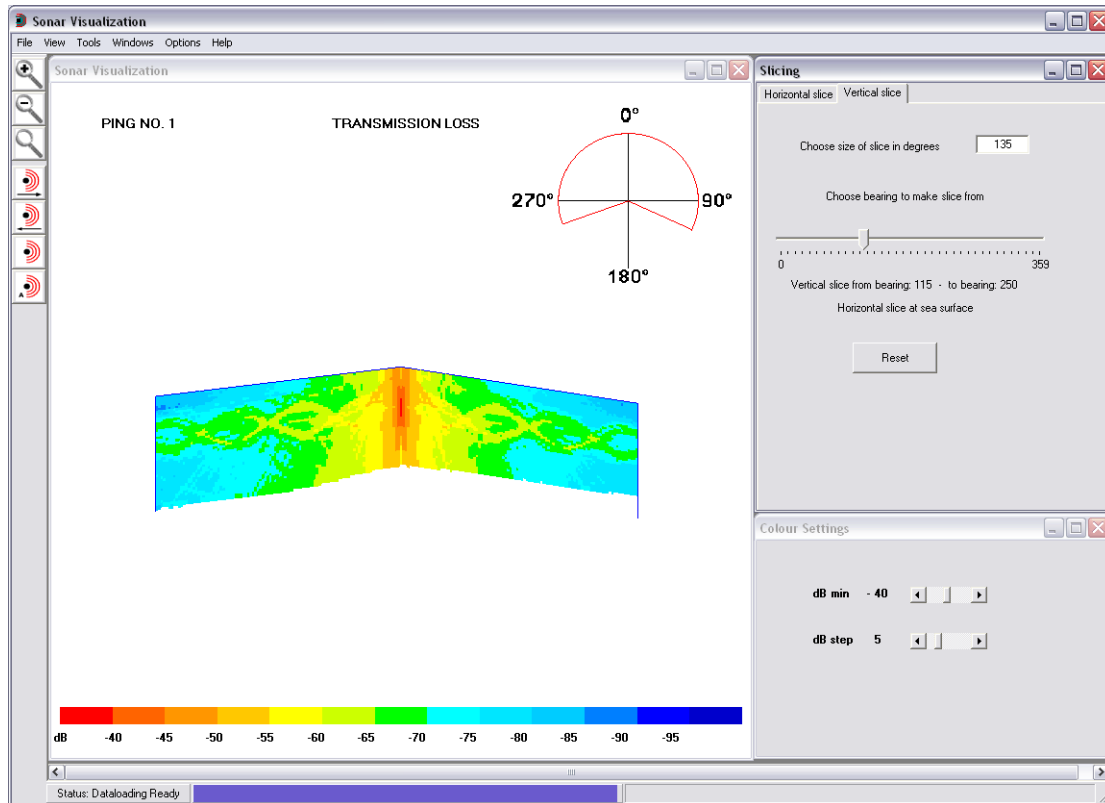 Sonar Visualization
File View Tools Windows Options Help
Sonar Visualization
PING NO. 1 TRANSMISSION LOSS
0°
270° 90°
180°
dB -40 -45 -50 -55 -60 -65 -70 -75 -80 -85 -90 -95
Slicing
Horizontal slice Vertical slice
Choose size of slice in degrees 135
Choose bearing to make slice from
0 359
Vertical slice from bearing: 115 - to bearing: 250
Horizontal slice at sea surface
Reset
Colour Settings
dB min - 40
dB step 5
A
Status: Dataloading Ready